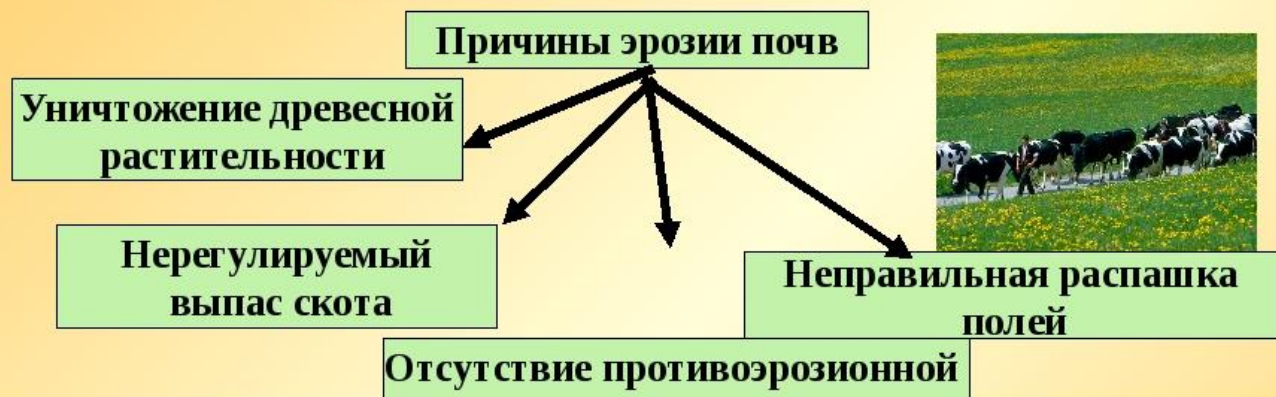 Причины эрозии почв
Уничтожение древесной
растительности
Нерегулируемый
выпас скота
Неправильная распашка
полей
Отсутствие противоэрозионной